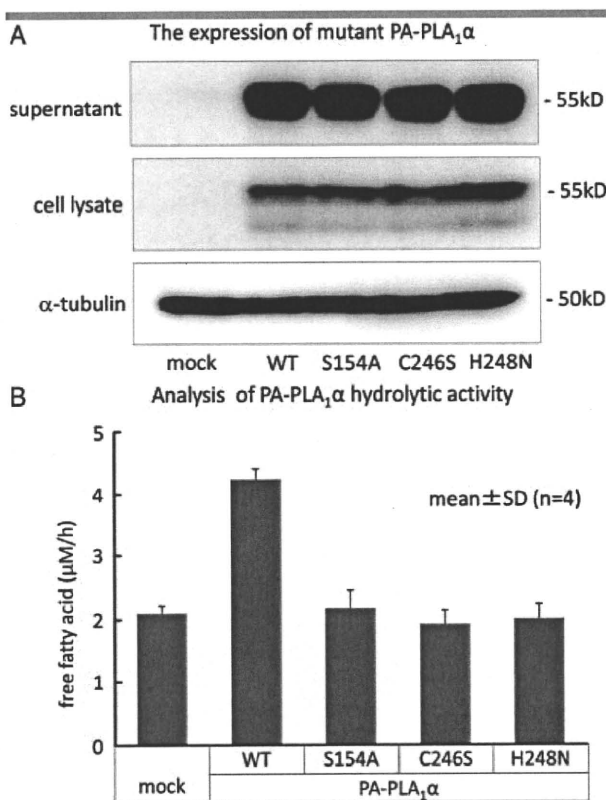 A The expression of mutant PA-PLA₁α
supernatant - 55kD
cell lysate - 55kD
α-tubulin - 50kD
mock WT S154A C246S H248N
B Analysis of PA-PLA₁α hydrolytic activity
free fatty acid (μM/h)
5
4
3
2
1
0
mean±SD (n=4)
WT S154A C246S H248N
mock PA-PLA₁α